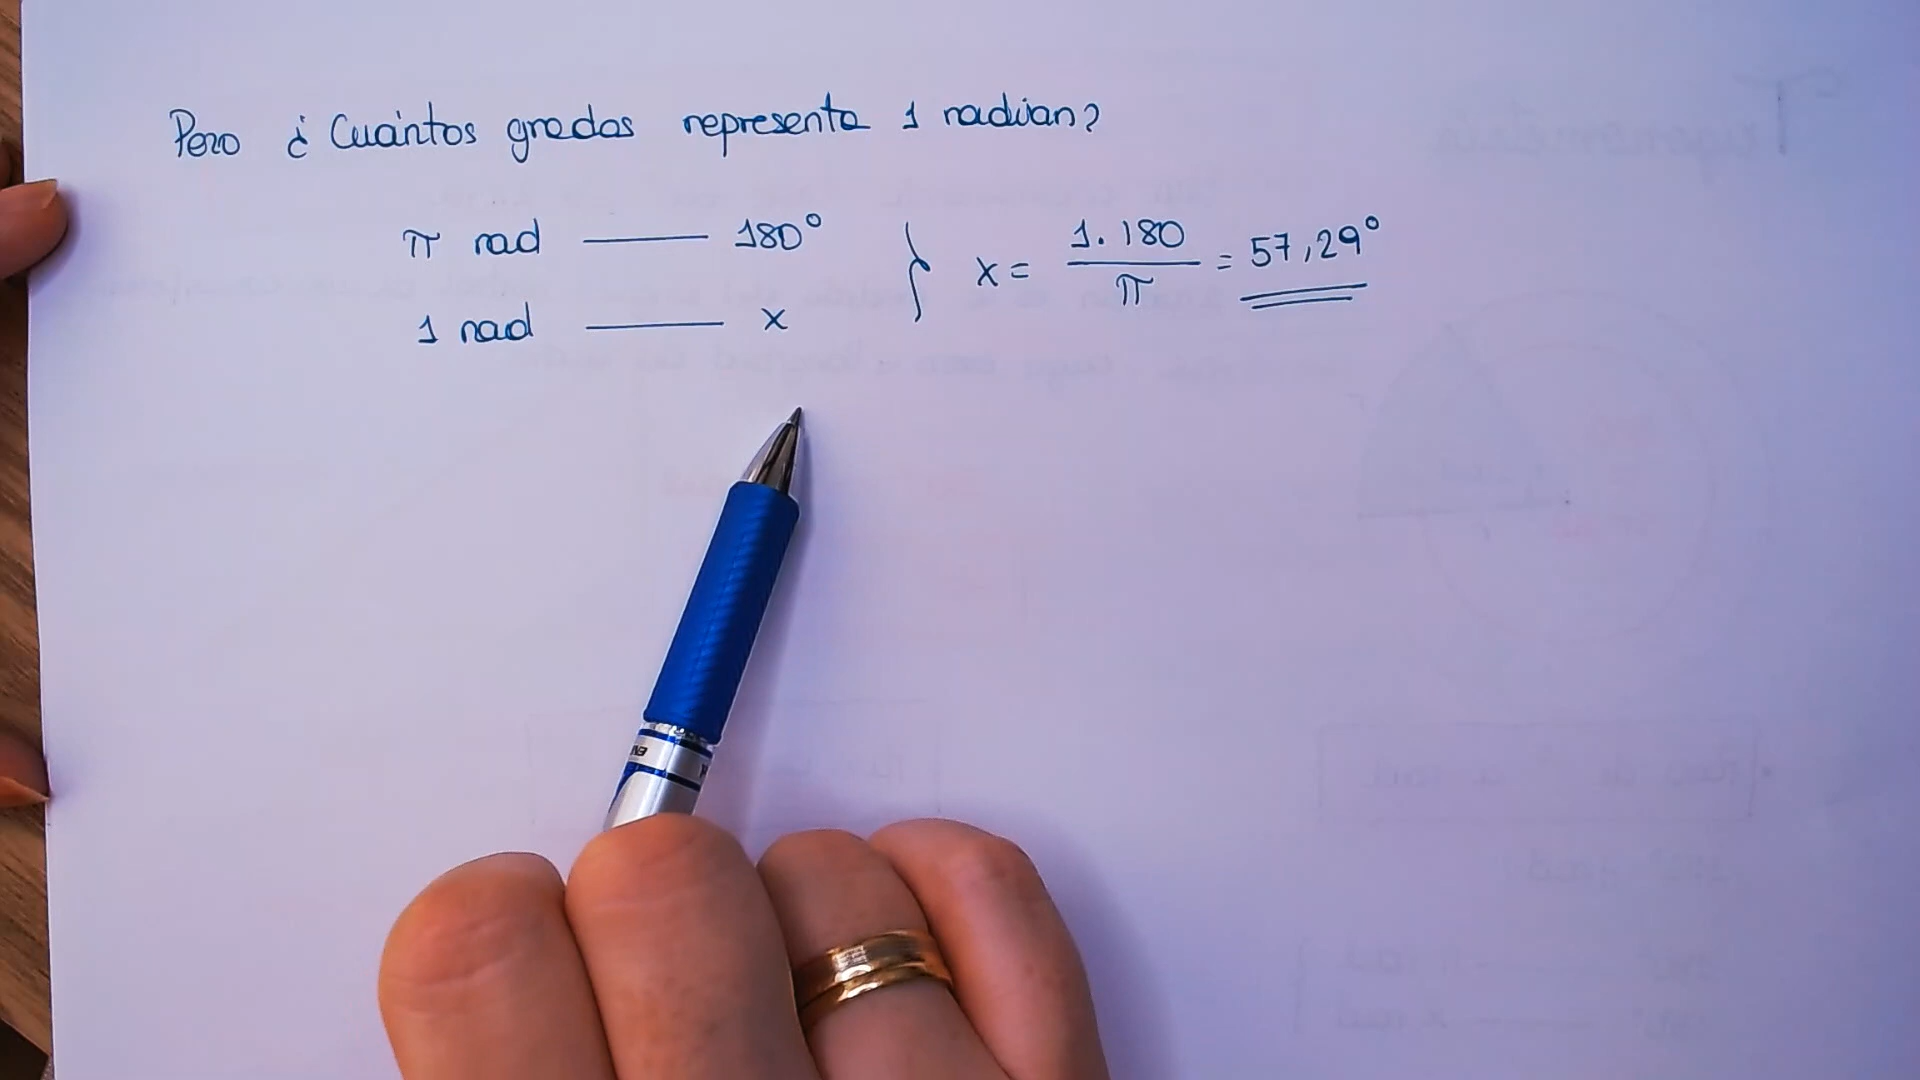 Pero ¿Cuántos grados representa 1 radian?
π rad —— 180°
1 rad —— x
} x = 1.180 / π = 57,29°